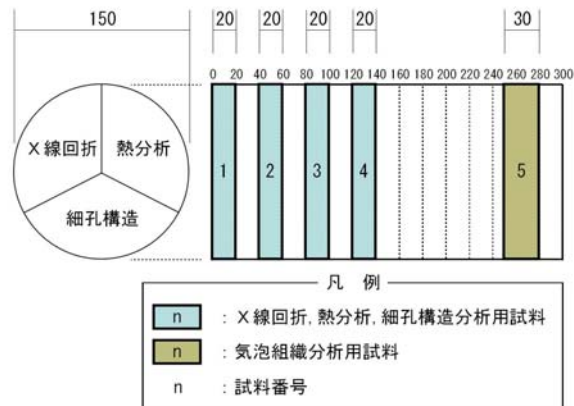 150 20 20 20 20 30
0 20 40 60 80 100 120 140 160 180 200 220 240 260 280 300
X線回折 熱分析
細孔構造
1 2 3 4 5
凡 例
n : X線回折, 熱分析, 細孔構造分析用試料
n : 気泡組織分析用試料
n : 試料番号